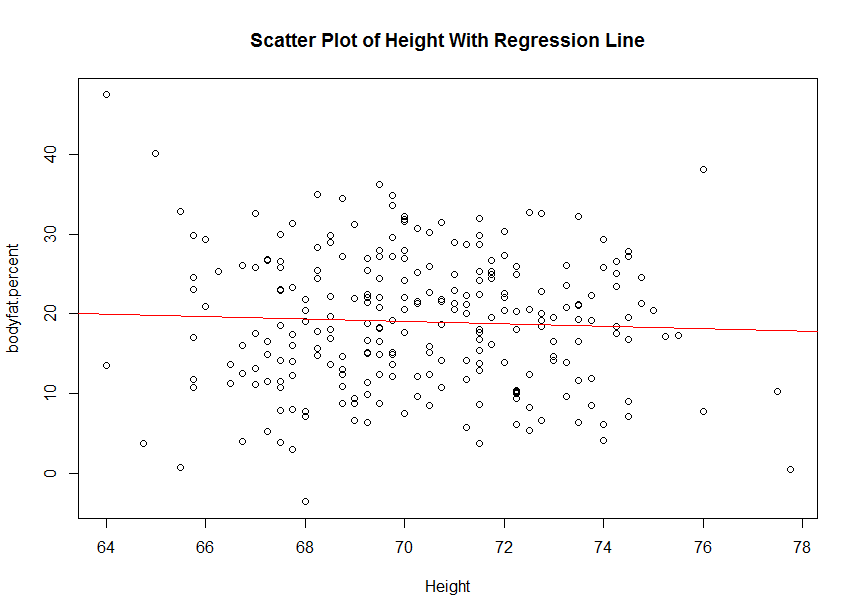 Scatter Plot of Height With Regression Line
bodyfat.percent
40
30
20
10
0
64 66 68 70 72 74 76 78
Height